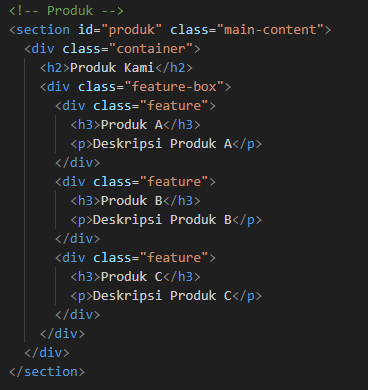 <!-- Produk -->
<section id="produk" class="main-content">
  <div class="container">
    <h2>Produk Kami</h2>
    <div class="feature-box">
      <div class="feature">
        <h3>Produk A</h3>
        <p>Deskripsi Produk A</p>
      </div>
      <div class="feature">
        <h3>Produk B</h3>
        <p>Deskripsi Produk B</p>
      </div>
      <div class="feature">
        <h3>Produk C</h3>
        <p>Deskripsi Produk C</p>
      </div>
    </div>
  </div>
</section>